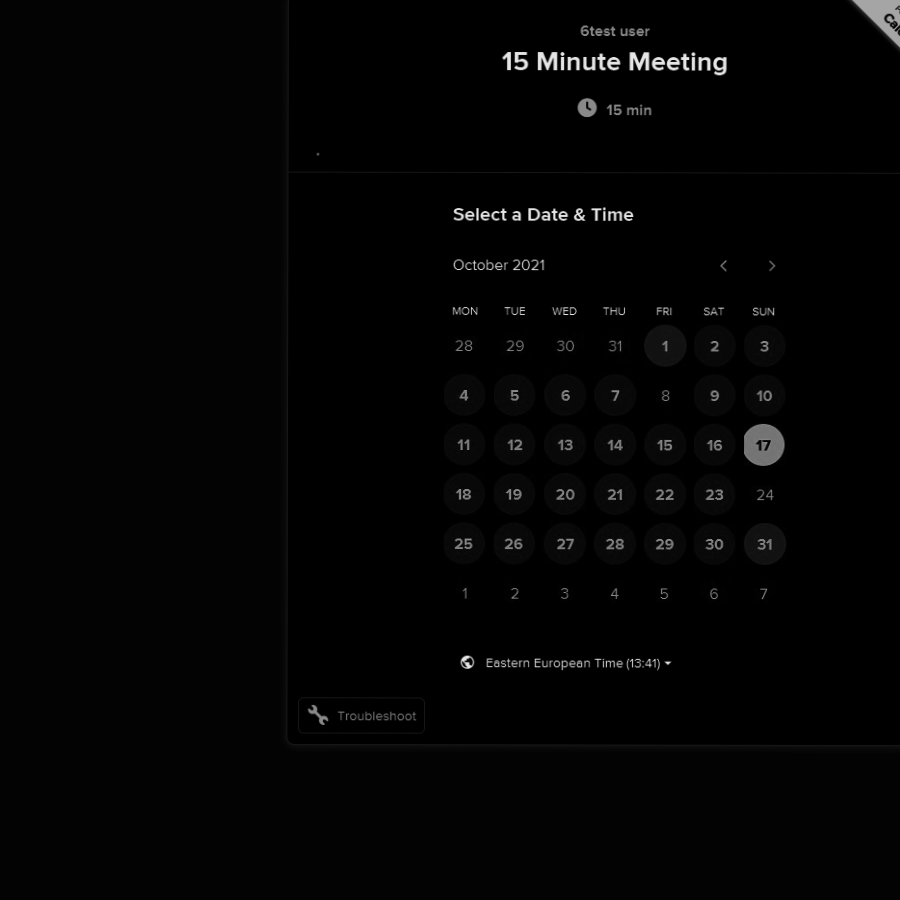 6test user
15 Minute Meeting
15 min
Select a Date & Time
October 2021
MON TUE WED THU FRI SAT SUN
28 29 30 31 1 2 3
4 5 6 7 8 9 10
11 12 13 14 15 16 17
18 19 20 21 22 23 24
25 26 27 28 29 30 31
1 2 3 4 5 6 7
Eastern European Time (13:41)
Troubleshoot